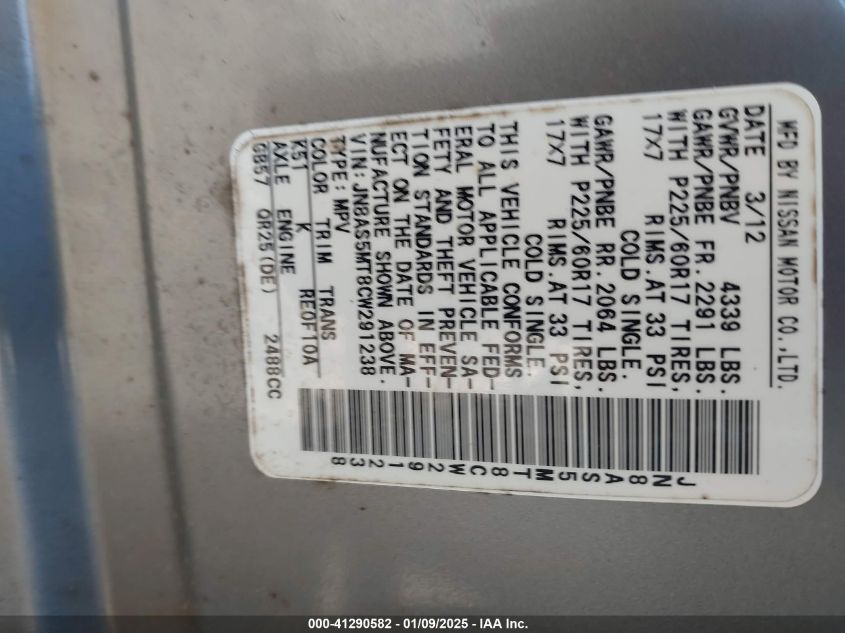 MFD BY NISSAN MOTOR CO.,LTD.
DATE 3/12
GVWR/PNBV 4339 LBS.
GAWR/PNBE FR. 2291 LBS.
WITH P225/60R17 TIRES,
17X7 RIMS.AT 33 PSI
COLD SINGLE.
GAWR/PNBE RR. 2064 LBS.
WITH P225/60R17 TIRES,
17X7 RIMS.AT 33 PSI
COLD SINGLE.
THIS VEHICLE CONFORMS
TO ALL APPLICABLE FED-
ERAL MOTOR VEHICLE SA-
FETY AND THEFT PREVEN-
TION STANDARDS IN EFF-
ECT ON THE DATE OF MA-
NUFACTURE SHOWN ABOVE.
VIN:JN8AS5MT8CW291238
TYPE:MPV
COLOR TRIM TRANS
K51 K RE0F10A
AXLE ENGINE
GB57 QR25(DE) 2488CC
JN8AS5MT8CW291238
000-41290582 - 01/09/2025 - IAA Inc.